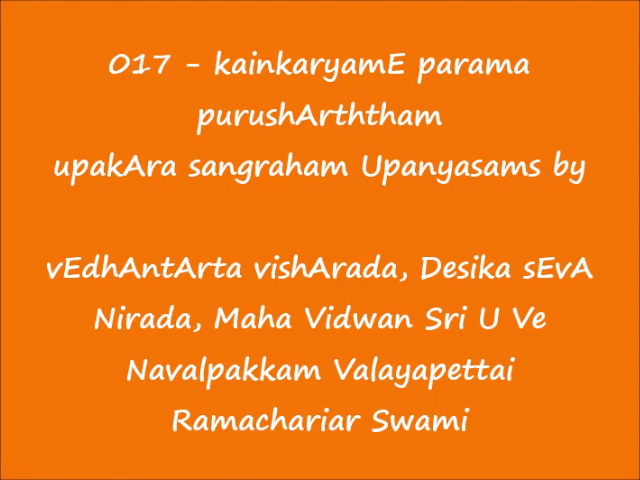 017 - kainkaryamE parama
purushArththam
upakAra sangraham Upanyasams by
vEdhAntArta vishArada, Desika sEvA
Nirada, Maha Vidwan Sri U Ve
Navalpakkam Valayapettai
Ramachariar Swami